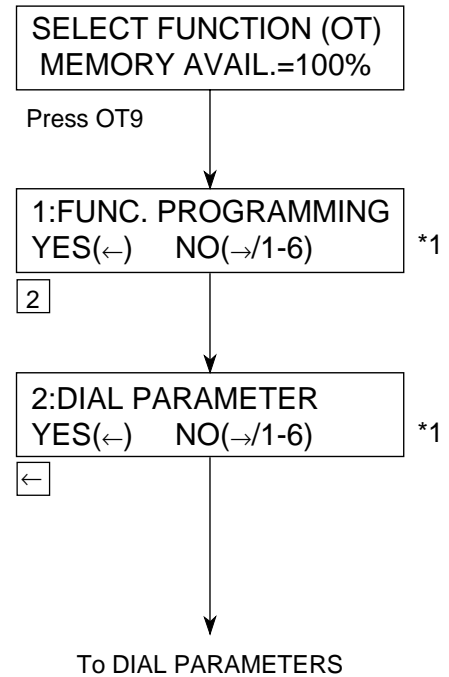 SELECT FUNCTION (OT)
MEMORY AVAIL.=100%
Press OT9
1:FUNC. PROGRAMMING
YES(←) NO(→/1-6) *1
2
2:DIAL PARAMETER
YES(←) NO(→/1-6) *1
←
To DIAL PARAMETERS